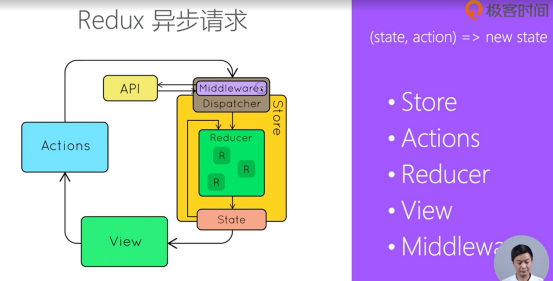 Redux 异步请求
极客时间
API
Middlewares
Dispatcher
Store
Actions
Reducer
R
R
R
State
View
(state, action) => new state
• Store
• Actions
• Reducer
• View
• Middlewa